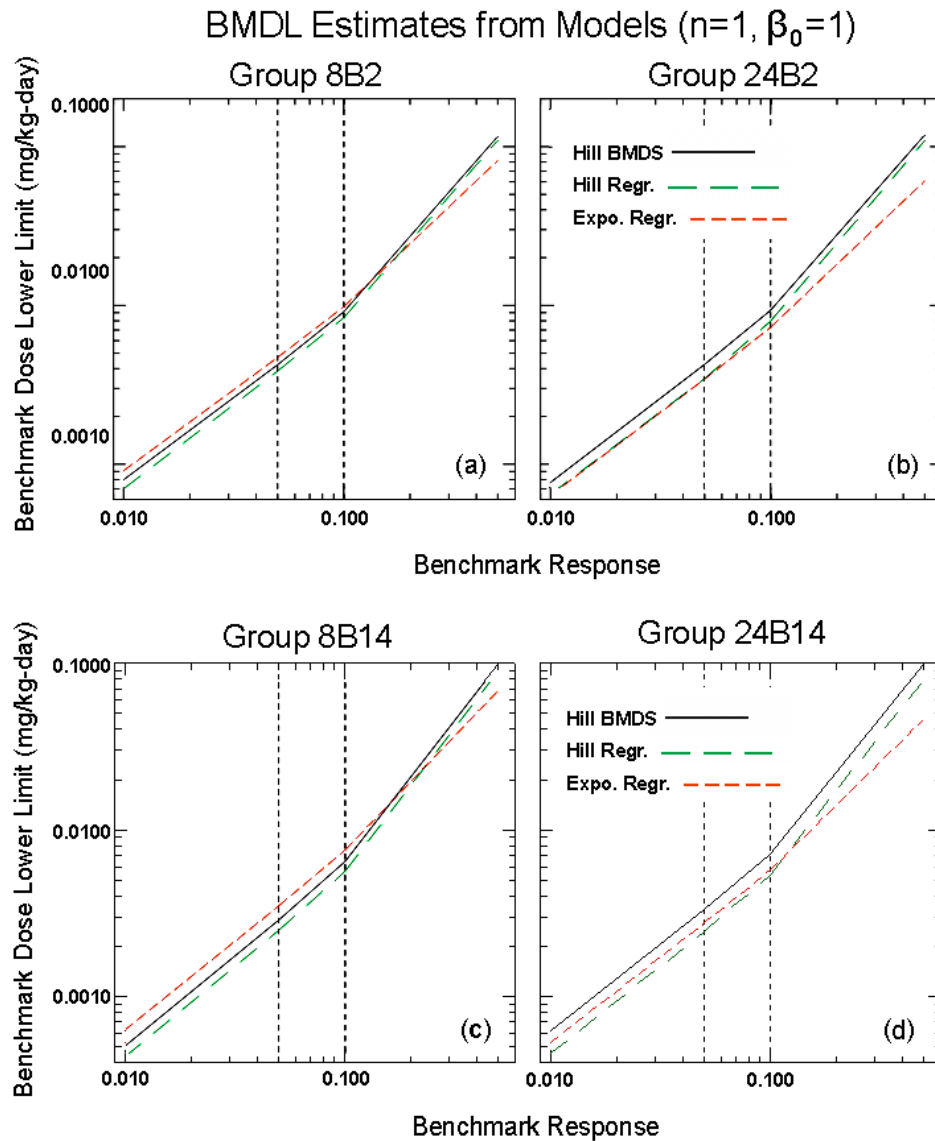 BMDL Estimates from Models (n=1, β₀=1)
Group 8B2
Group 24B2
Benchmark Dose Lower Limit (mg/kg-day)
0.1000
0.0100
0.0010
Hill BMDS
Hill Regr.
Expo. Regr.
(a)
(b)
0.010
0.100
0.010
0.100
Benchmark Response
Group 8B14
Group 24B14
Benchmark Dose Lower Limit (mg/kg-day)
0.1000
0.0100
0.0010
Hill BMDS
Hill Regr.
Expo. Regr.
(c)
(d)
0.010
0.100
0.010
0.100
Benchmark Response